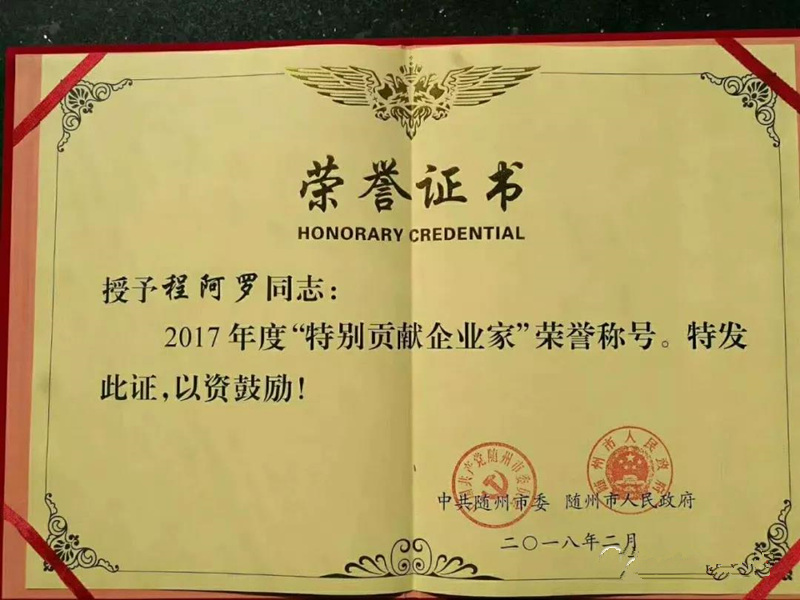 荣誉证书
HONORARY CREDENTIAL
授予程阿罗同志：
2017年度“特别贡献企业家”荣誉称号。特发
此证，以资鼓励！
中共随州市委 随州市人民政府
二〇一八年二月